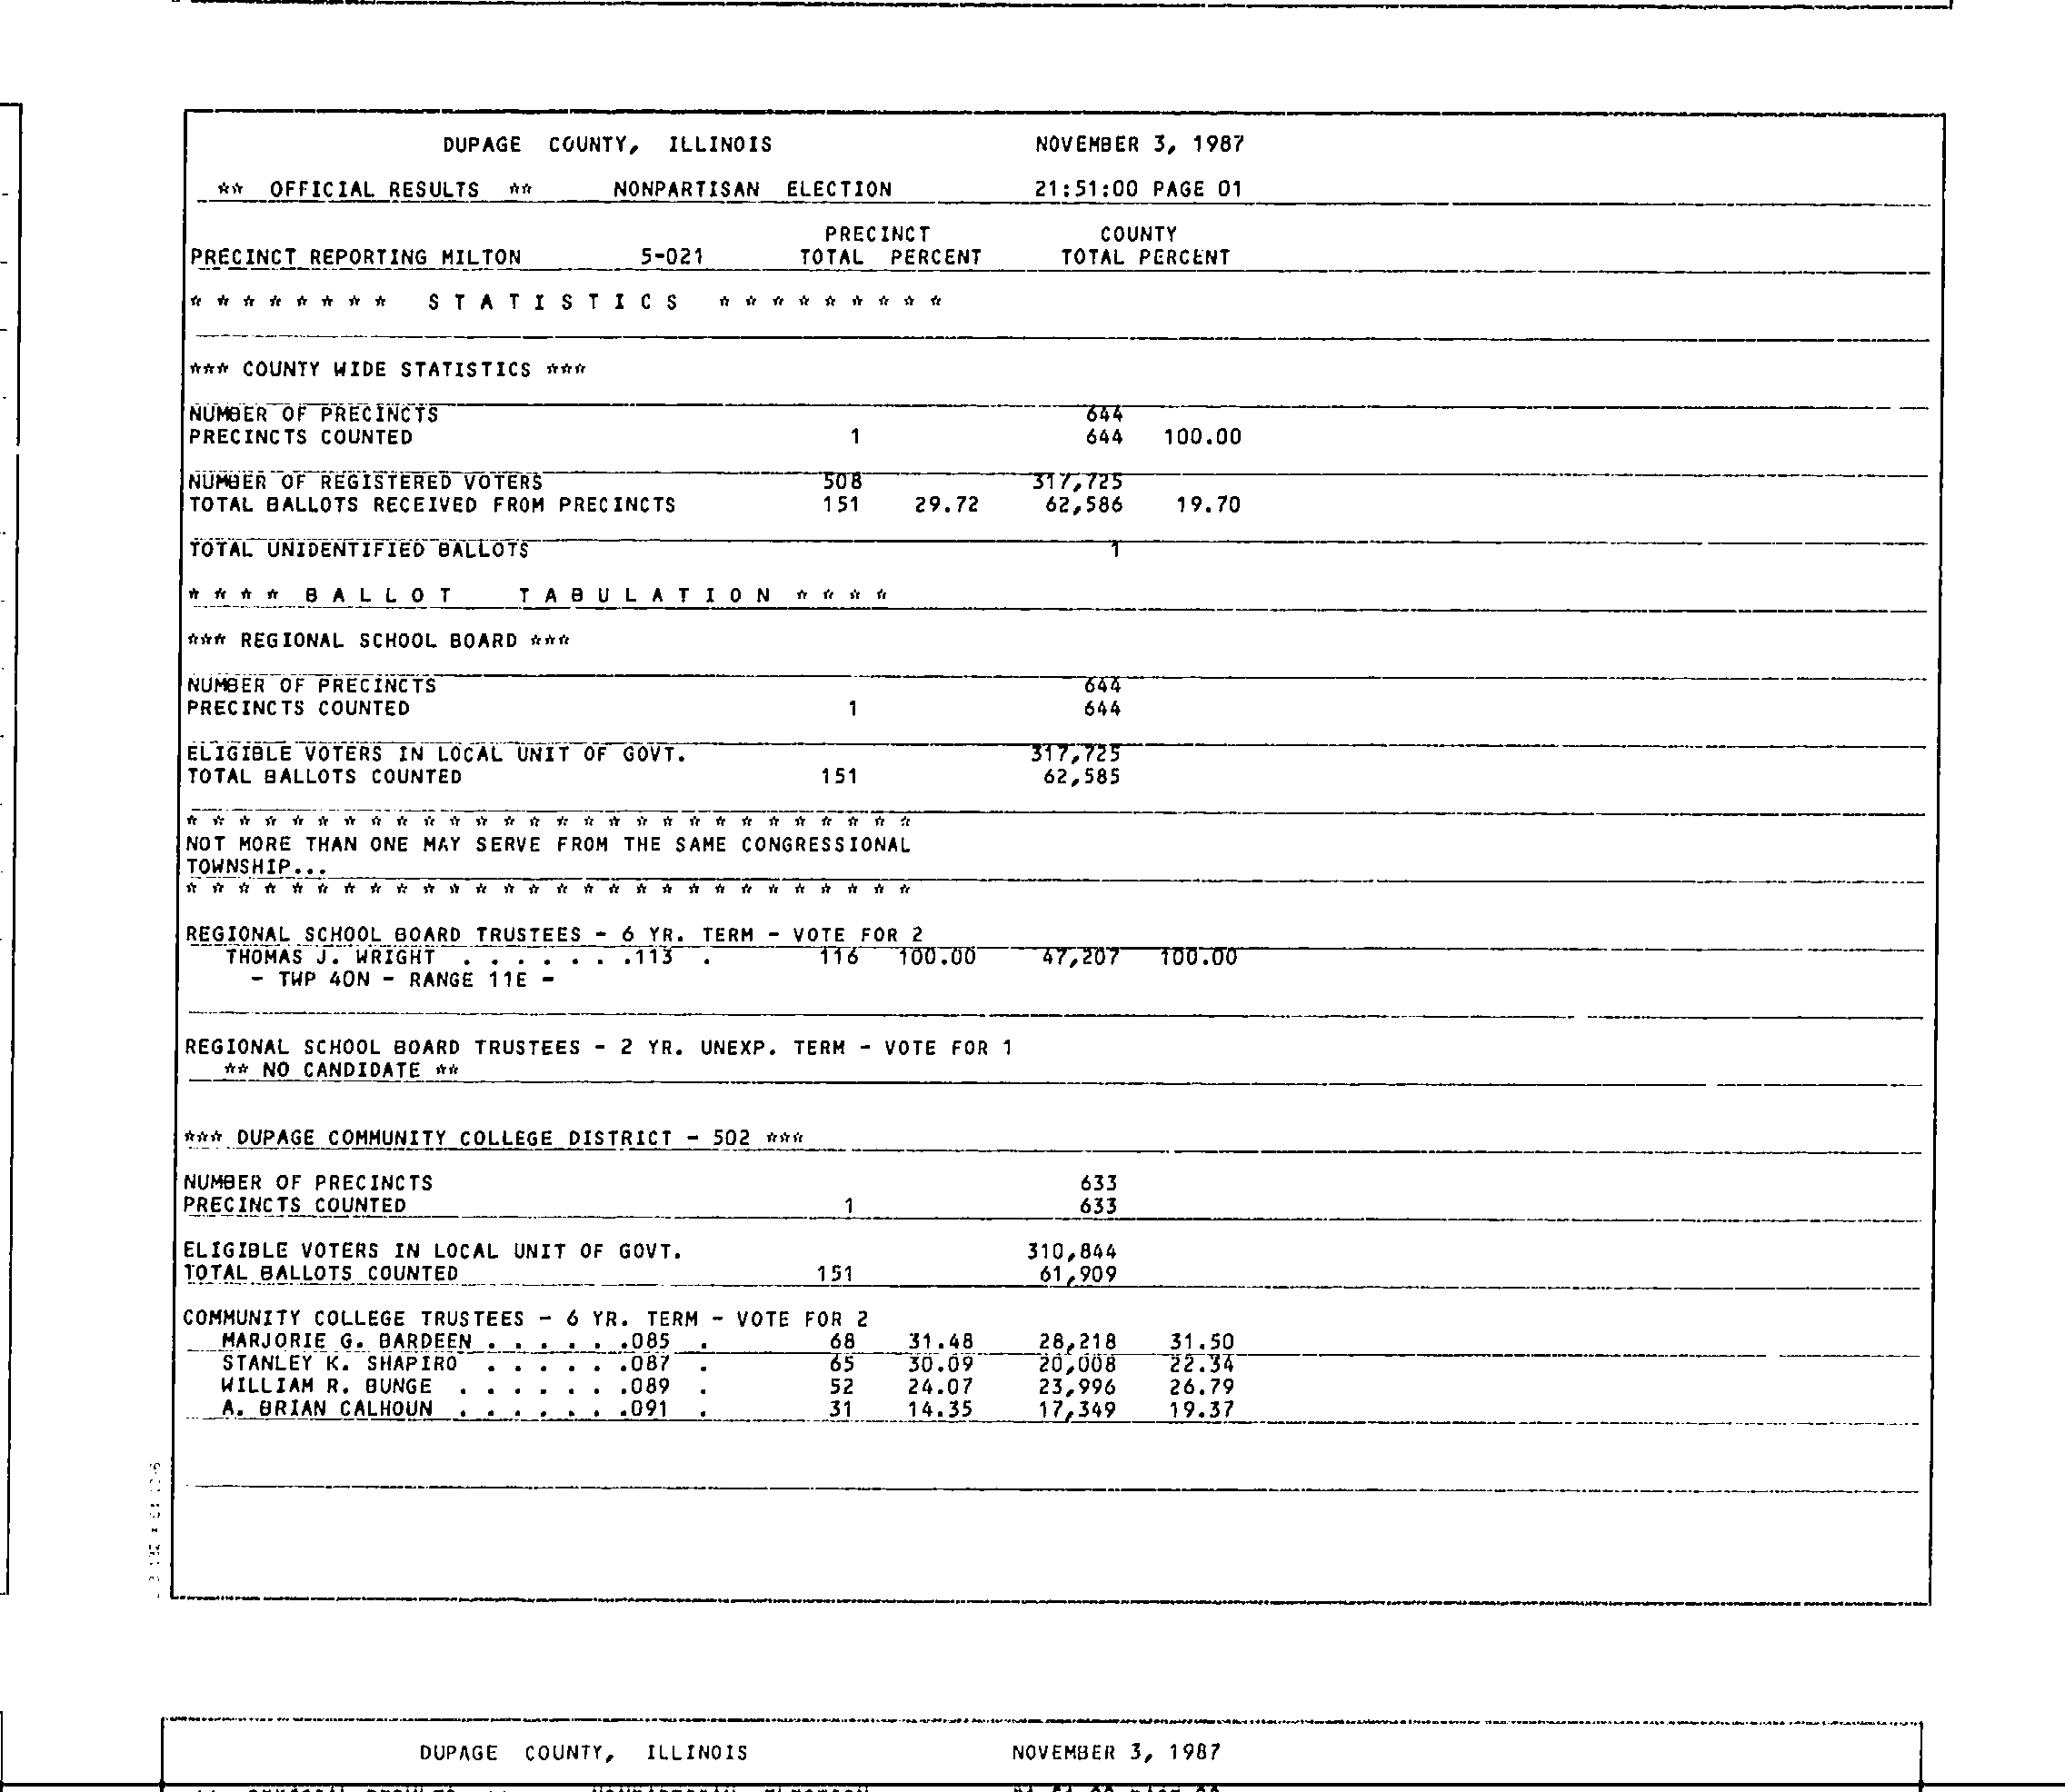 DUPAGE COUNTY, ILLINOIS NOVEMBER 3, 1987
** OFFICIAL RESULTS ** NONPARTISAN ELECTION 21:51:00 PAGE 01
PRECINCT COUNTY
PRECINCT REPORTING MILTON 5-021 TOTAL PERCENT TOTAL PERCENT
* * * * * * * * S T A T I S T I C S * * * * * * * * *
*** COUNTY WIDE STATISTICS ***
NUMBER OF PRECINCTS 644
PRECINCTS COUNTED 1 644 100.00
NUMBER OF REGISTERED VOTERS 508 317,725
TOTAL BALLOTS RECEIVED FROM PRECINCTS 151 29.72 62,586 19.70
TOTAL UNIDENTIFIED BALLOTS 1
* * * * B A L L O T T A B U L A T I O N * * * *
*** REGIONAL SCHOOL BOARD ***
NUMBER OF PRECINCTS 644
PRECINCTS COUNTED 1 644
ELIGIBLE VOTERS IN LOCAL UNIT OF GOVT. 317,725
TOTAL BALLOTS COUNTED 151 62,585
* * * * * * * * * * * * * * * * * * * * * * * * * * * *
NOT MORE THAN ONE MAY SERVE FROM THE SAME CONGRESSIONAL
TOWNSHIP...
* * * * * * * * * * * * * * * * * * * * * * * * * * * *
REGIONAL SCHOOL BOARD TRUSTEES - 6 YR. TERM - VOTE FOR 2
THOMAS J. WRIGHT . . . . . . .113 . 116 100.00 47,207 100.00
- TWP 40N - RANGE 11E -
REGIONAL SCHOOL BOARD TRUSTEES - 2 YR. UNEXP. TERM - VOTE FOR 1
** NO CANDIDATE **
*** DUPAGE COMMUNITY COLLEGE DISTRICT - 502 ***
NUMBER OF PRECINCTS 633
PRECINCTS COUNTED 1 633
ELIGIBLE VOTERS IN LOCAL UNIT OF GOVT. 310,844
TOTAL BALLOTS COUNTED 151 61,909
COMMUNITY COLLEGE TRUSTEES - 6 YR. TERM - VOTE FOR 2
MARJORIE G. BARDEEN . . . . . .085 . 68 31.48 28,218 31.50
STANLEY K. SHAPIRO . . . . . .087 . 65 30.09 20,008 22.34
WILLIAM R. BUNGE . . . . . . .089 . 52 24.07 23,996 26.79
A. BRIAN CALHOUN . . . . . . .091 . 31 14.35 17,349 19.37
DUPAGE COUNTY, ILLINOIS NOVEMBER 3, 1987